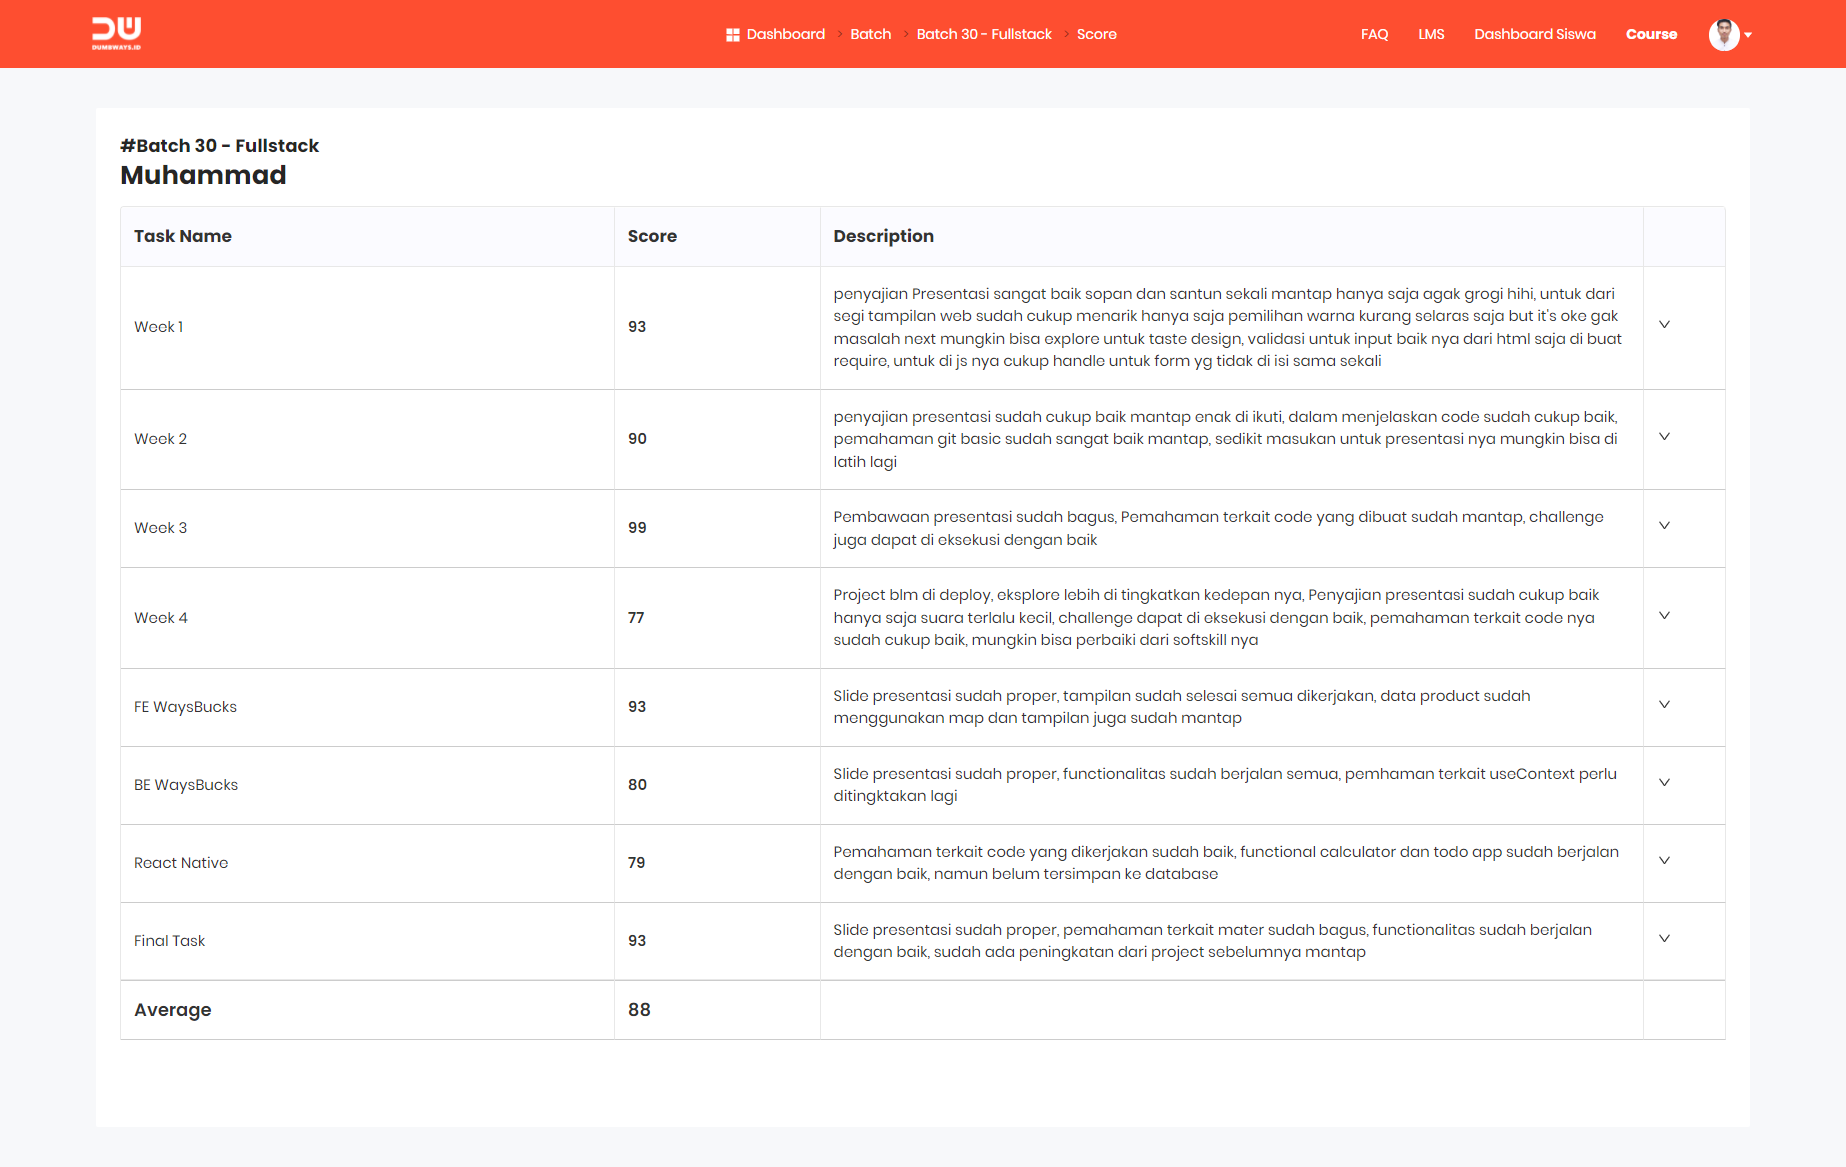 DUMBWAYS.ID
Dashboard > Batch > Batch 30 - Fullstack > Score
FAQ LMS Dashboard Siswa Course
#Batch 30 - Fullstack
Muhammad
Task Name Score Description
Week 1 93
penyajian Presentasi sangat baik sopan dan santun sekali mantap hanya saja agak grogi hihi, untuk dari
segi tampilan web sudah cukup menarik hanya saja pemilihan warna kurang selaras saja but it's oke gak
masalah next mungkin bisa explore untuk taste design, validasi untuk input baik nya dari html saja di buat
require, untuk di js nya cukup handle untuk form yg tidak di isi sama sekali
Week 2 90
penyajian presentasi sudah cukup baik mantap enak di ikuti, dalam menjelaskan code sudah cukup baik,
pemahaman git basic sudah sangat baik mantap, sedikit masukan untuk presentasi nya mungkin bisa di
latih lagi
Week 3 99
Pembawaan presentasi sudah bagus, Pemahaman terkait code yang dibuat sudah mantap, challenge
juga dapat di eksekusi dengan baik
Week 4 77
Project blm di deploy, eksplore lebih di tingkatkan kedepan nya, Penyajian presentasi sudah cukup baik
hanya saja suara terlalu kecil, challenge dapat di eksekusi dengan baik, pemahaman terkait code nya
sudah cukup baik, mungkin bisa perbaiki dari softskill nya
FE WaysBucks 93
Slide presentasi sudah proper, tampilan sudah selesai semua dikerjakan, data product sudah
menggunakan map dan tampilan juga sudah mantap
BE WaysBucks 80
Slide presentasi sudah proper, functionalitas sudah berjalan semua, pemhaman terkait useContext perlu
ditingktakan lagi
React Native 79
Pemahaman terkait code yang dikerjakan sudah baik, functional calculator dan todo app sudah berjalan
dengan baik, namun belum tersimpan ke database
Final Task 93
Slide presentasi sudah proper, pemahaman terkait mater sudah bagus, functionalitas sudah berjalan
dengan baik, sudah ada peningkatan dari project sebelumnya mantap
Average 88